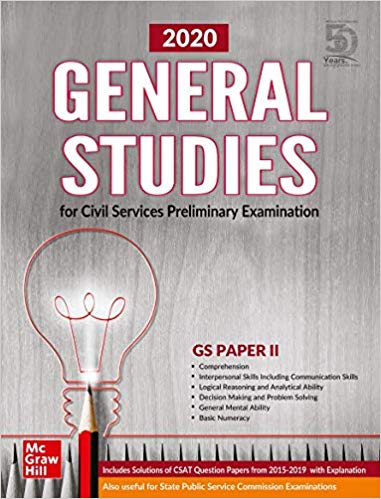 2020
50
Years
GENERAL
STUDIES
for Civil Services Preliminary Examination
GS PAPER II
• Comprehension
• Interpersonal Skills Including Communication Skills
• Logical Reasoning and Analytical Ability
• Decision Making and Problem Solving
• General Mental Ability
• Basic Numeracy
Mc
Graw
Hill
Includes Solutions of CSAT Question Papers from 2015-2019 with Explanation
Also useful for State Public Service Commission Examinations